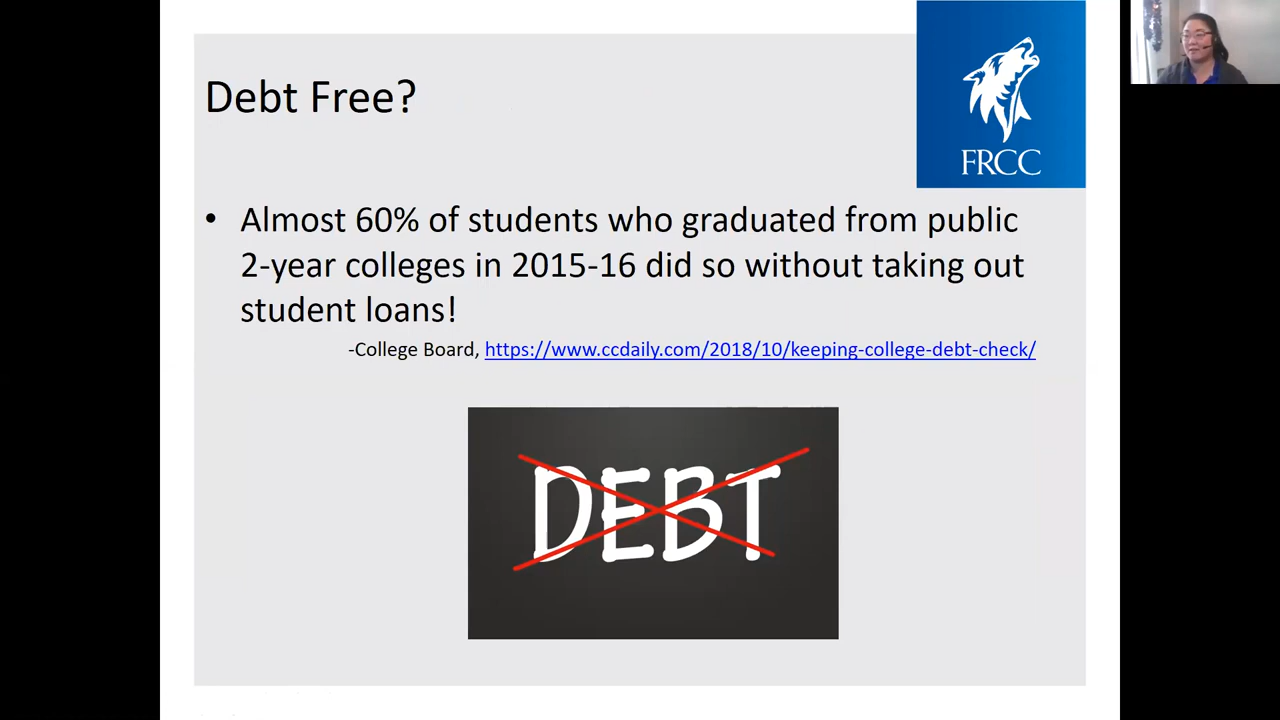 Debt Free?
FRCC
• Almost 60% of students who graduated from public
2-year colleges in 2015-16 did so without taking out
student loans!
-College Board, https://www.ccdaily.com/2018/10/keeping-college-debt-check/
DEBT